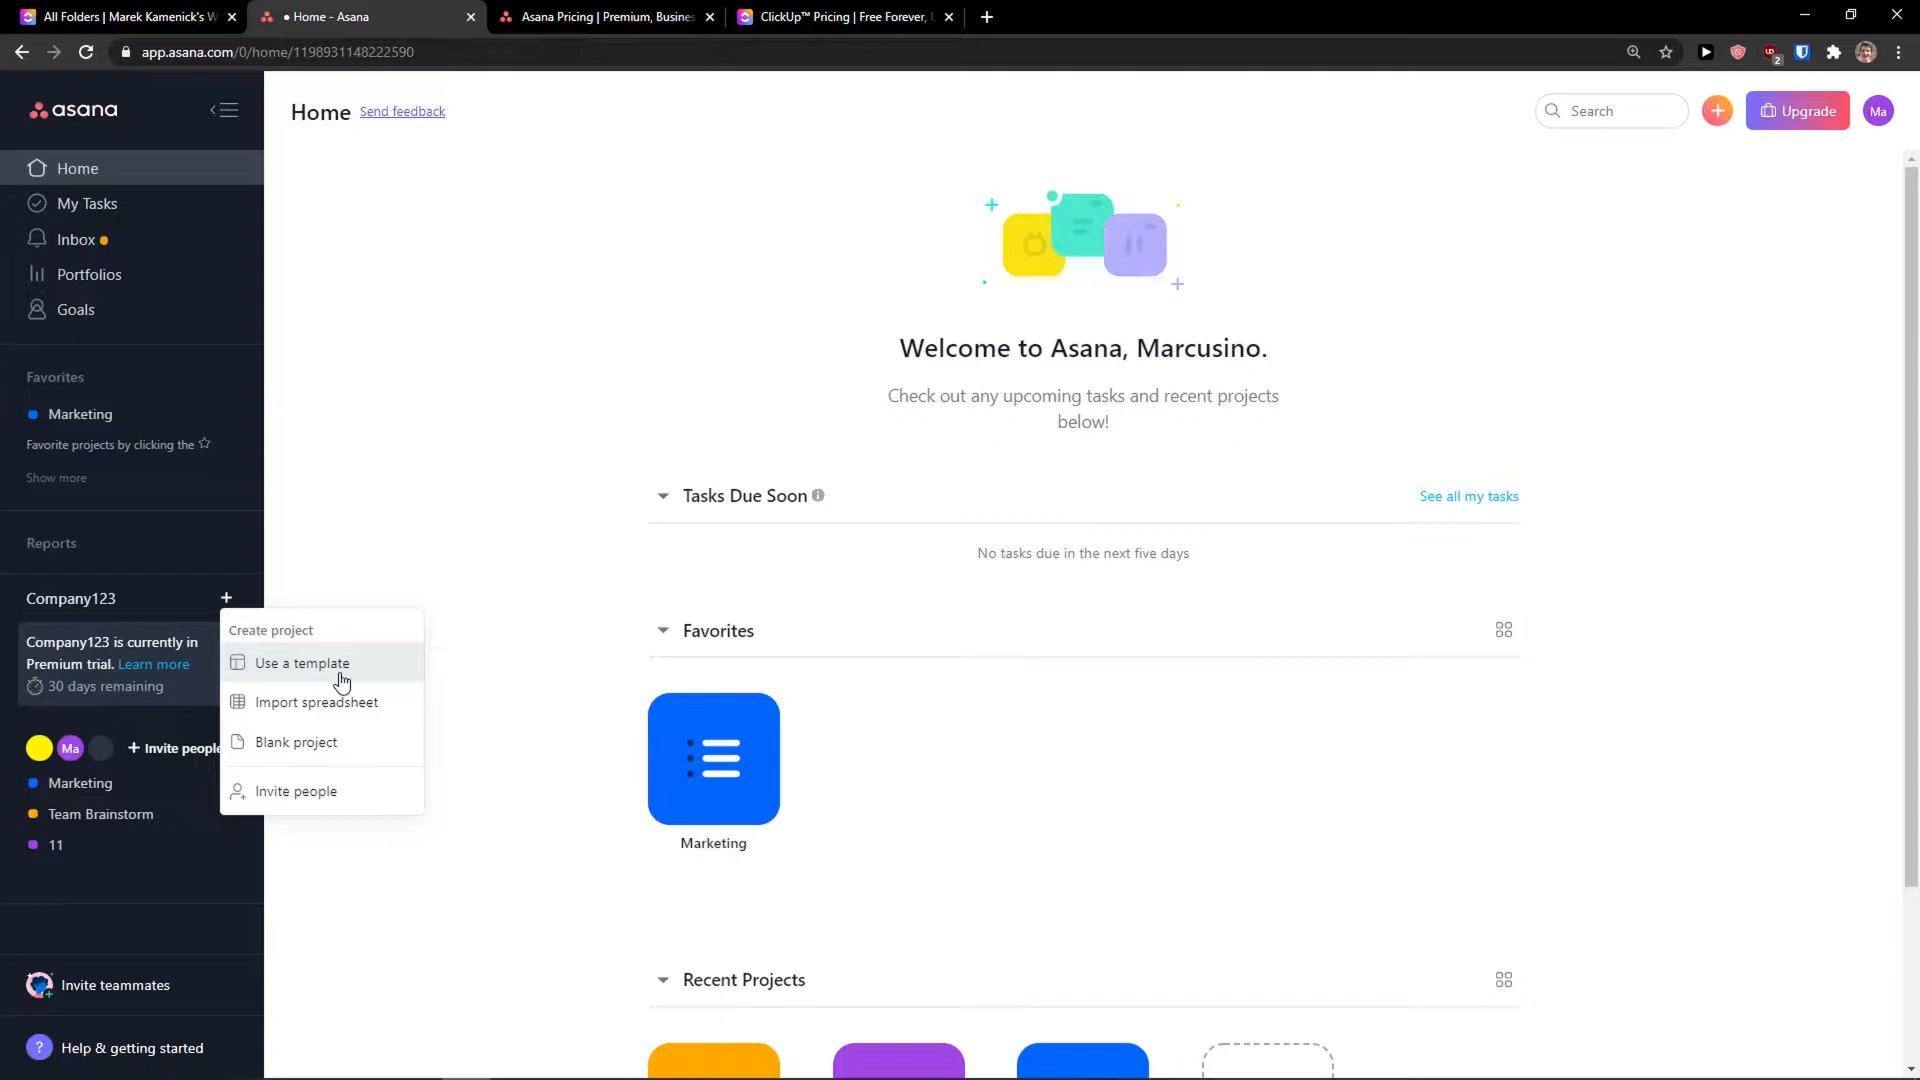 All Folders | Marek Kamenick's W
• Home - Asana
Asana Pricing | Premium, Busines
ClickUp™ Pricing | Free Forever, U
app.asana.com/0/home/1198931148222590
2
asana
Home
Send feedback
Search
Upgrade
Ma
Home
My Tasks
Inbox
Portfolios
Goals
Favorites
Marketing
Favorite projects by clicking the
Show more
Reports
Company123
Company123 is currently in
Premium trial. Learn more
30 days remaining
Ma
Invite people
Marketing
Team Brainstorm
11
Invite teammates
? Help & getting started
Create project
Use a template
Import spreadsheet
Blank project
Invite people
Welcome to Asana, Marcusino.
Check out any upcoming tasks and recent projects
below!
Tasks Due Soon
See all my tasks
No tasks due in the next five days
Favorites
Marketing
Recent Projects